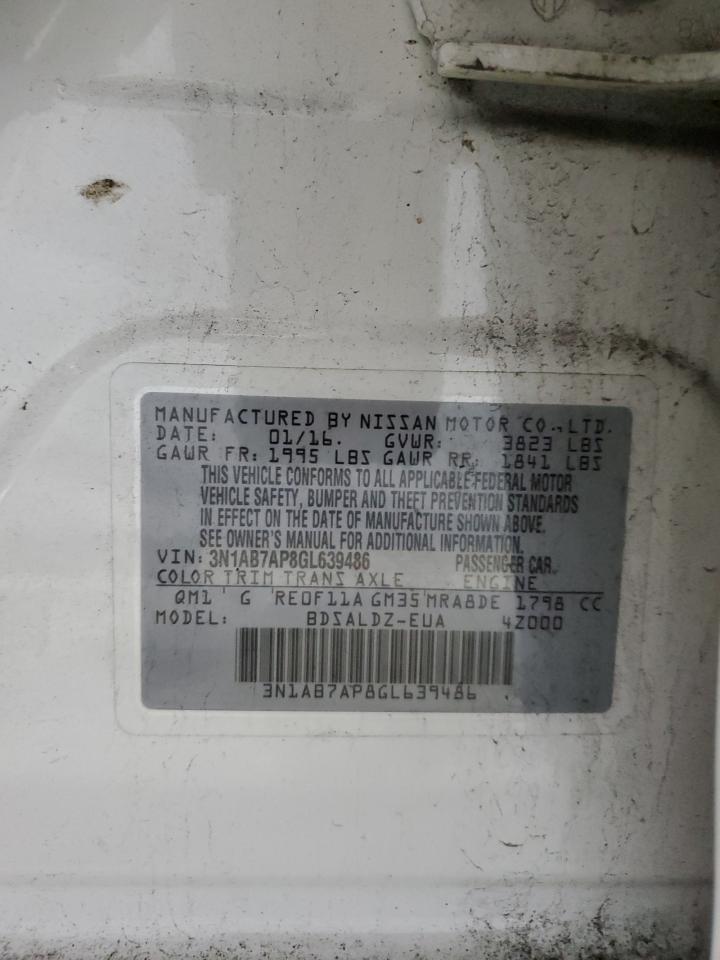 MANUFACTURED BY NISSAN MOTOR CO., LTD.
DATE: 01/16. GVWR: 3823 LBS
GAWR FR: 1995 LBS GAWR RR: 1841 LBS
THIS VEHICLE CONFORMS TO ALL APPLICABLE FEDERAL MOTOR
VEHICLE SAFETY, BUMPER AND THEFT PREVENTION STANDARDS
IN EFFECT ON THE DATE OF MANUFACTURE SHOWN ABOVE.
SEE OWNER'S MANUAL FOR ADDITIONAL INFORMATION.
VIN: 3N1AB7AP8GL639486 PASSENGER CAR
COLOR TRIM TRANS AXLE ENGINE
QM1 G RE0F11A GM35 MRA8DE 1798 CC
MODEL: BDSALDZ-EUA 4Z000
3N1AB7AP8GL639486